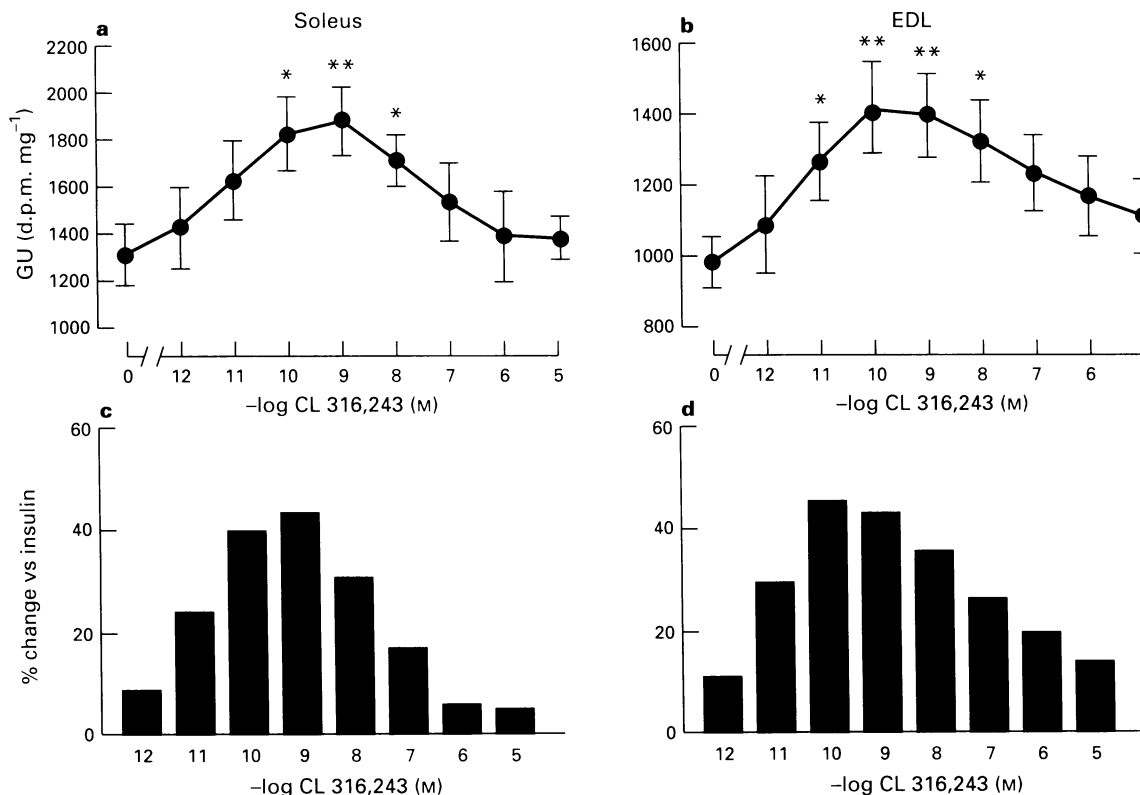 Soleus
a
2200
2000
1800
1600
1400
1200
1000
GU (d.p.m. mg⁻¹)
*
**
*
0 12 11 10 9 8 7 6 5
–log CL 316,243 (M)
EDL
b
1600
1400
1200
1000
800
*
**
**
*
0 12 11 10 9 8 7 6
–log CL 316,243 (M)
c
60
40
20
0
% change vs insulin
12 11 10 9 8 7 6 5
–log CL 316,243 (M)
d
60
40
20
0
12 11 10 9 8 7 6 5
–log CL 316,243 (M)